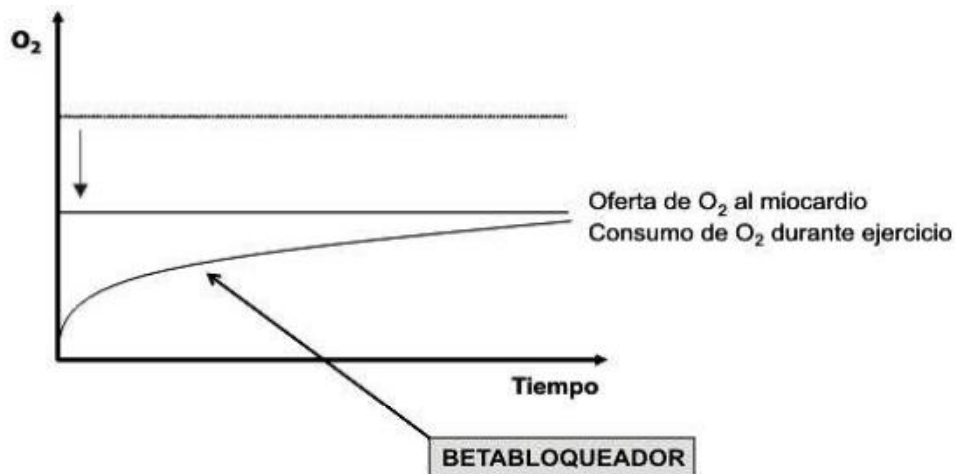 O₂
Oferta de O₂ al miocardio
Consumo de O₂ durante ejercicio
Tiempo
BETABLOQUEADOR